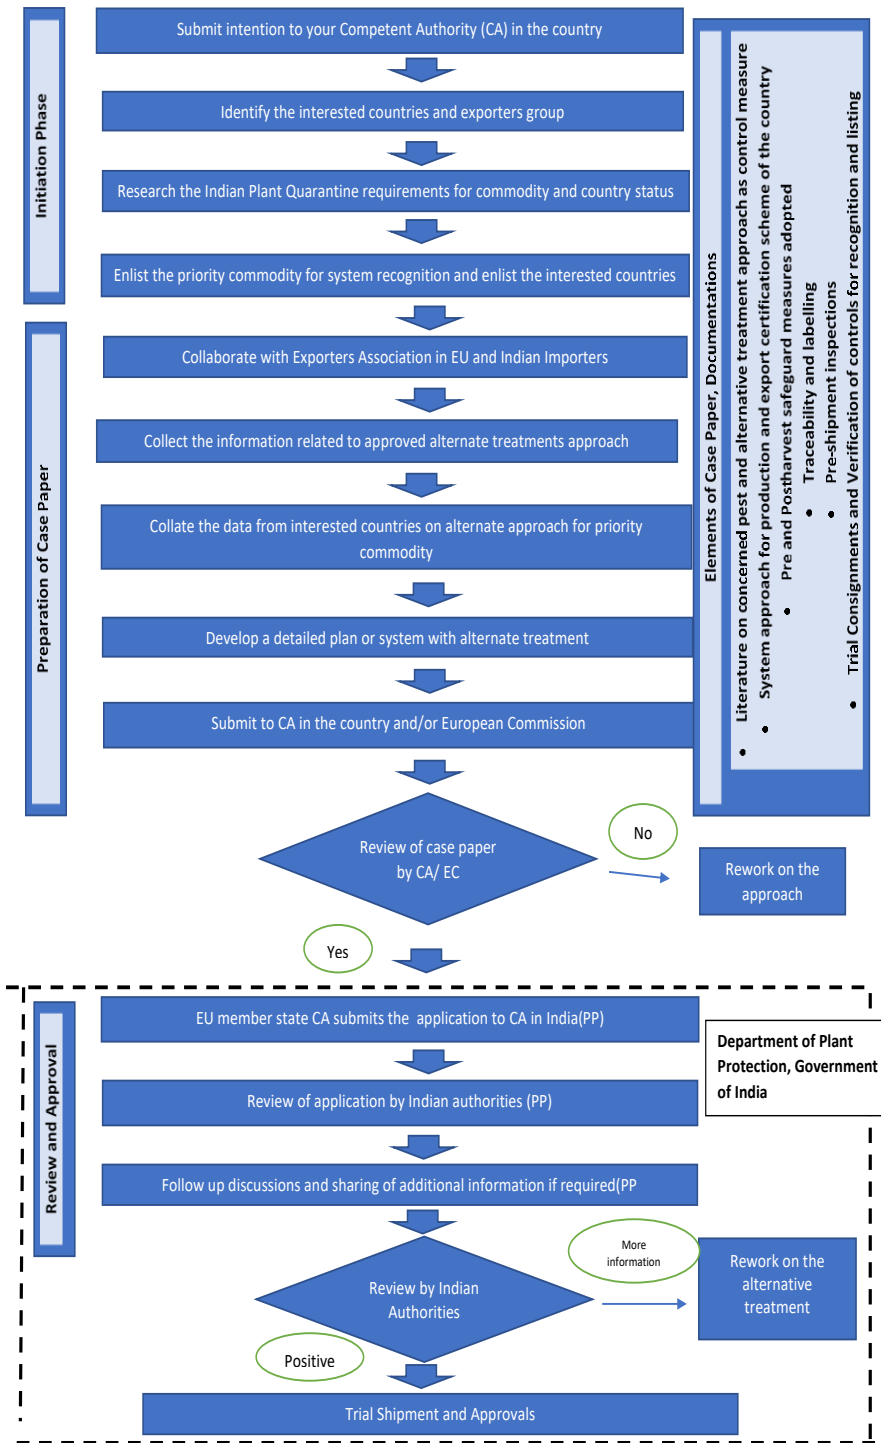 Submit intention to your Competent Authority (CA) in the country
Initiation Phase
Identify the interested countries and exporters group
Research the Indian Plant Quarantine requirements for commodity and country status
Enlist the priority commodity for system recognition and enlist the interested countries
Preparation of Case Paper
Collaborate with Exporters Association in EU and Indian Importers
Collect the information related to approved alternate treatments approach
Collate the data from interested countries on alternate approach for priority
commodity
Develop a detailed plan or system with alternate treatment
Submit to CA in the country and/or European Commission
Elements of Case Paper, Documentations
• Literature on concerned pest and alternative treatment approach as control measure
• System approach for production and export certification scheme of the country
• Pre and Postharvest safeguard measures adopted
• Traceability and labelling
• Pre-shipment inspections
• Trial Consignments and Verification of controls for recognition and listing
Review of case paper
by CA/ EC
No
Rework on the
approach
Yes
Review and Approval
EU member state CA submits the application to CA in India(PP)
Department of Plant
Protection, Government
of India
Review of application by Indian authorities (PP)
Follow up discussions and sharing of additional information if required(PP
More
information
Review by Indian
Authorities
Rework on the
alternative
treatment
Positive
Trial Shipment and Approvals